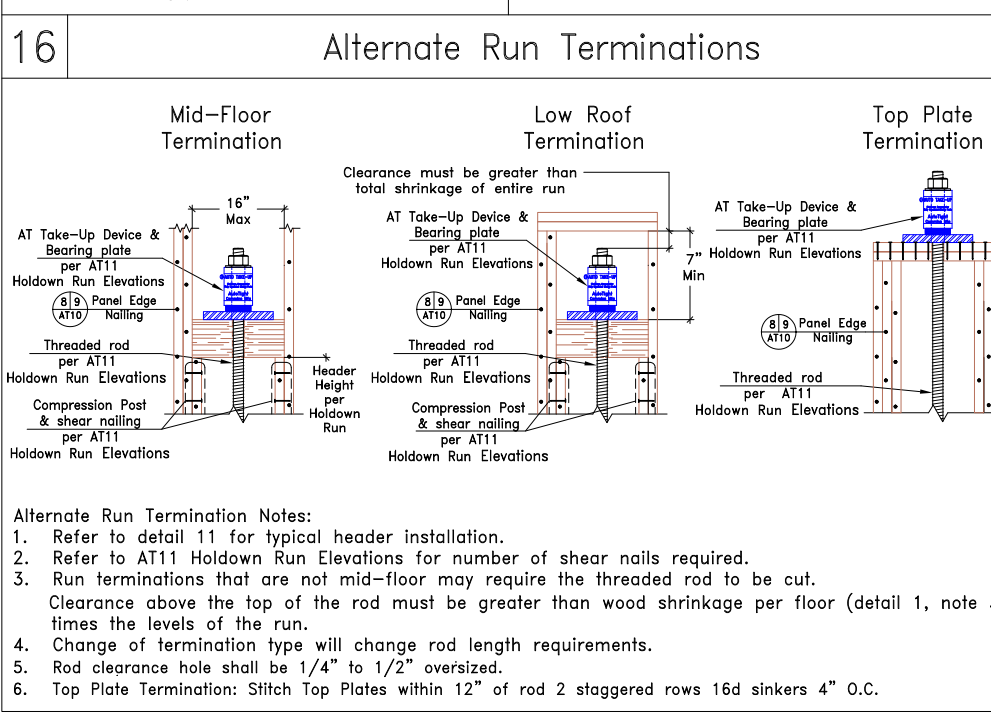 16
Alternate Run Terminations
Mid–Floor
Termination
16"
Max
AT Take–Up Device &
Bearing plate
per AT11
Holdown Run Elevations
8 9
AT10
Panel Edge
Nailing
Threaded rod
per AT11
Holdown Run Elevations
Compression Post
& shear nailing
per AT11
Holdown Run Elevations
Header
Height
per
Holdown
Run
Low Roof
Termination
Clearance must be greater than
total shrinkage of entire run
AT Take–Up Device &
Bearing plate
per AT11
Holdown Run Elevations
7"
Min
8 9
AT10
Panel Edge
Nailing
Threaded rod
per AT11
Holdown Run Elevations
Compression Post
& shear nailing
per AT11
Holdown Run Elevations
Top Plate
Termination
AT Take–Up Device &
Bearing plate
per AT11
Holdown Run Elevations
8 9
AT10
Panel Edge
Nailing
Threaded rod
per AT11
Holdown Run Elevations
Alternate Run Termination Notes:
1. Refer to detail 11 for typical header installation.
2. Refer to AT11 Holdown Run Elevations for number of shear nails required.
3. Run terminations that are not mid–floor may require the threaded rod to be cut.
Clearance above the top of the rod must be greater than wood shrinkage per floor (detail 1, note
times the levels of the run.
4. Change of termination type will change rod length requirements.
5. Rod clearance hole shall be 1/4" to 1/2" oversized.
6. Top Plate Termination: Stitch Top Plates within 12" of rod 2 staggered rows 16d sinkers 4" O.C.